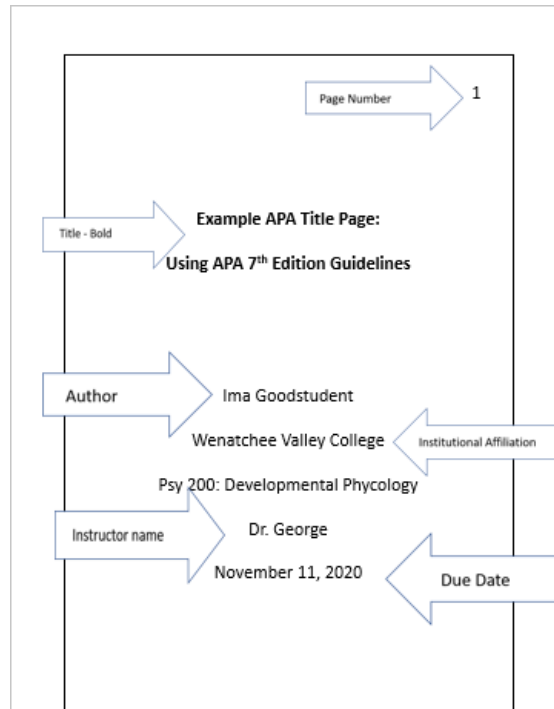 Page Number 1
Title - Bold
Example APA Title Page:
Using APA 7th Edition Guidelines
Author
Ima Goodstudent
Wenatchee Valley College
Institutional Affiliation
Psy 200: Developmental Phycology
Instructor name
Dr. George
November 11, 2020
Due Date